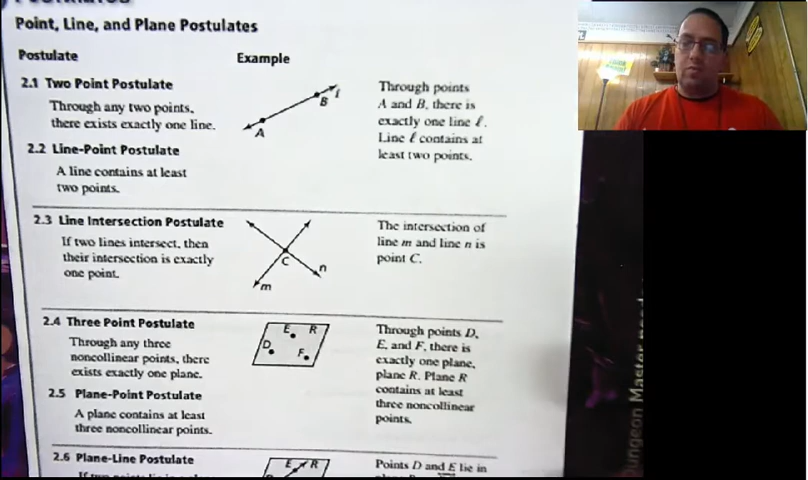 Point, Line, and Plane Postulates
Postulate
Example
2.1 Two Point Postulate
Through any two points,
there exists exactly one line.
2.2 Line-Point Postulate
A line contains at least
two points.
A
B
ℓ
Through points
A and B, there is
exactly one line ℓ.
Line ℓ contains at
least two points.
2.3 Line Intersection Postulate
If two lines intersect, then
their intersection is exactly
one point.
C
n
m
The intersection of
line m and line n is
point C.
2.4 Three Point Postulate
Through any three
noncollinear points, there
exists exactly one plane.
2.5 Plane-Point Postulate
A plane contains at least
three noncollinear points.
E R
D
F
Through points D,
E, and F, there is
exactly one plane,
plane R. Plane R
contains at least
three noncollinear
points.
2.6 Plane-Line Postulate
E R
Points D and E lie in